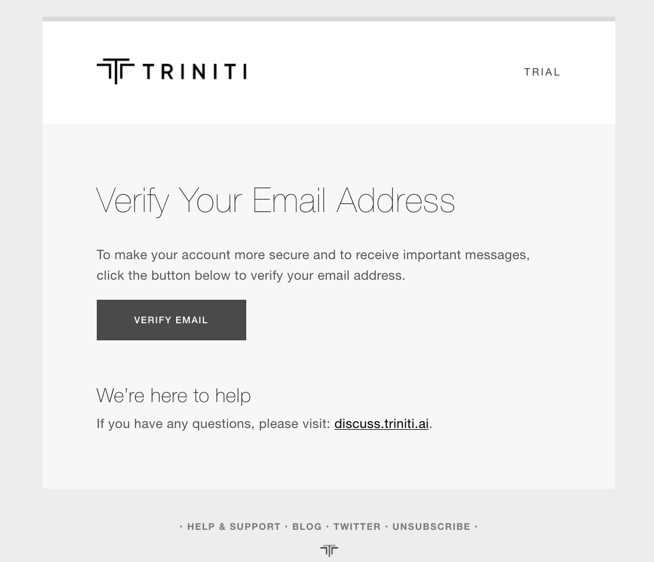 TRINITI
TRIAL
Verify Your Email Address
To make your account more secure and to receive important messages,
click the button below to verify your email address.
VERIFY EMAIL
We're here to help
If you have any questions, please visit: discuss.triniti.ai.
· HELP & SUPPORT · BLOG · TWITTER · UNSUBSCRIBE ·